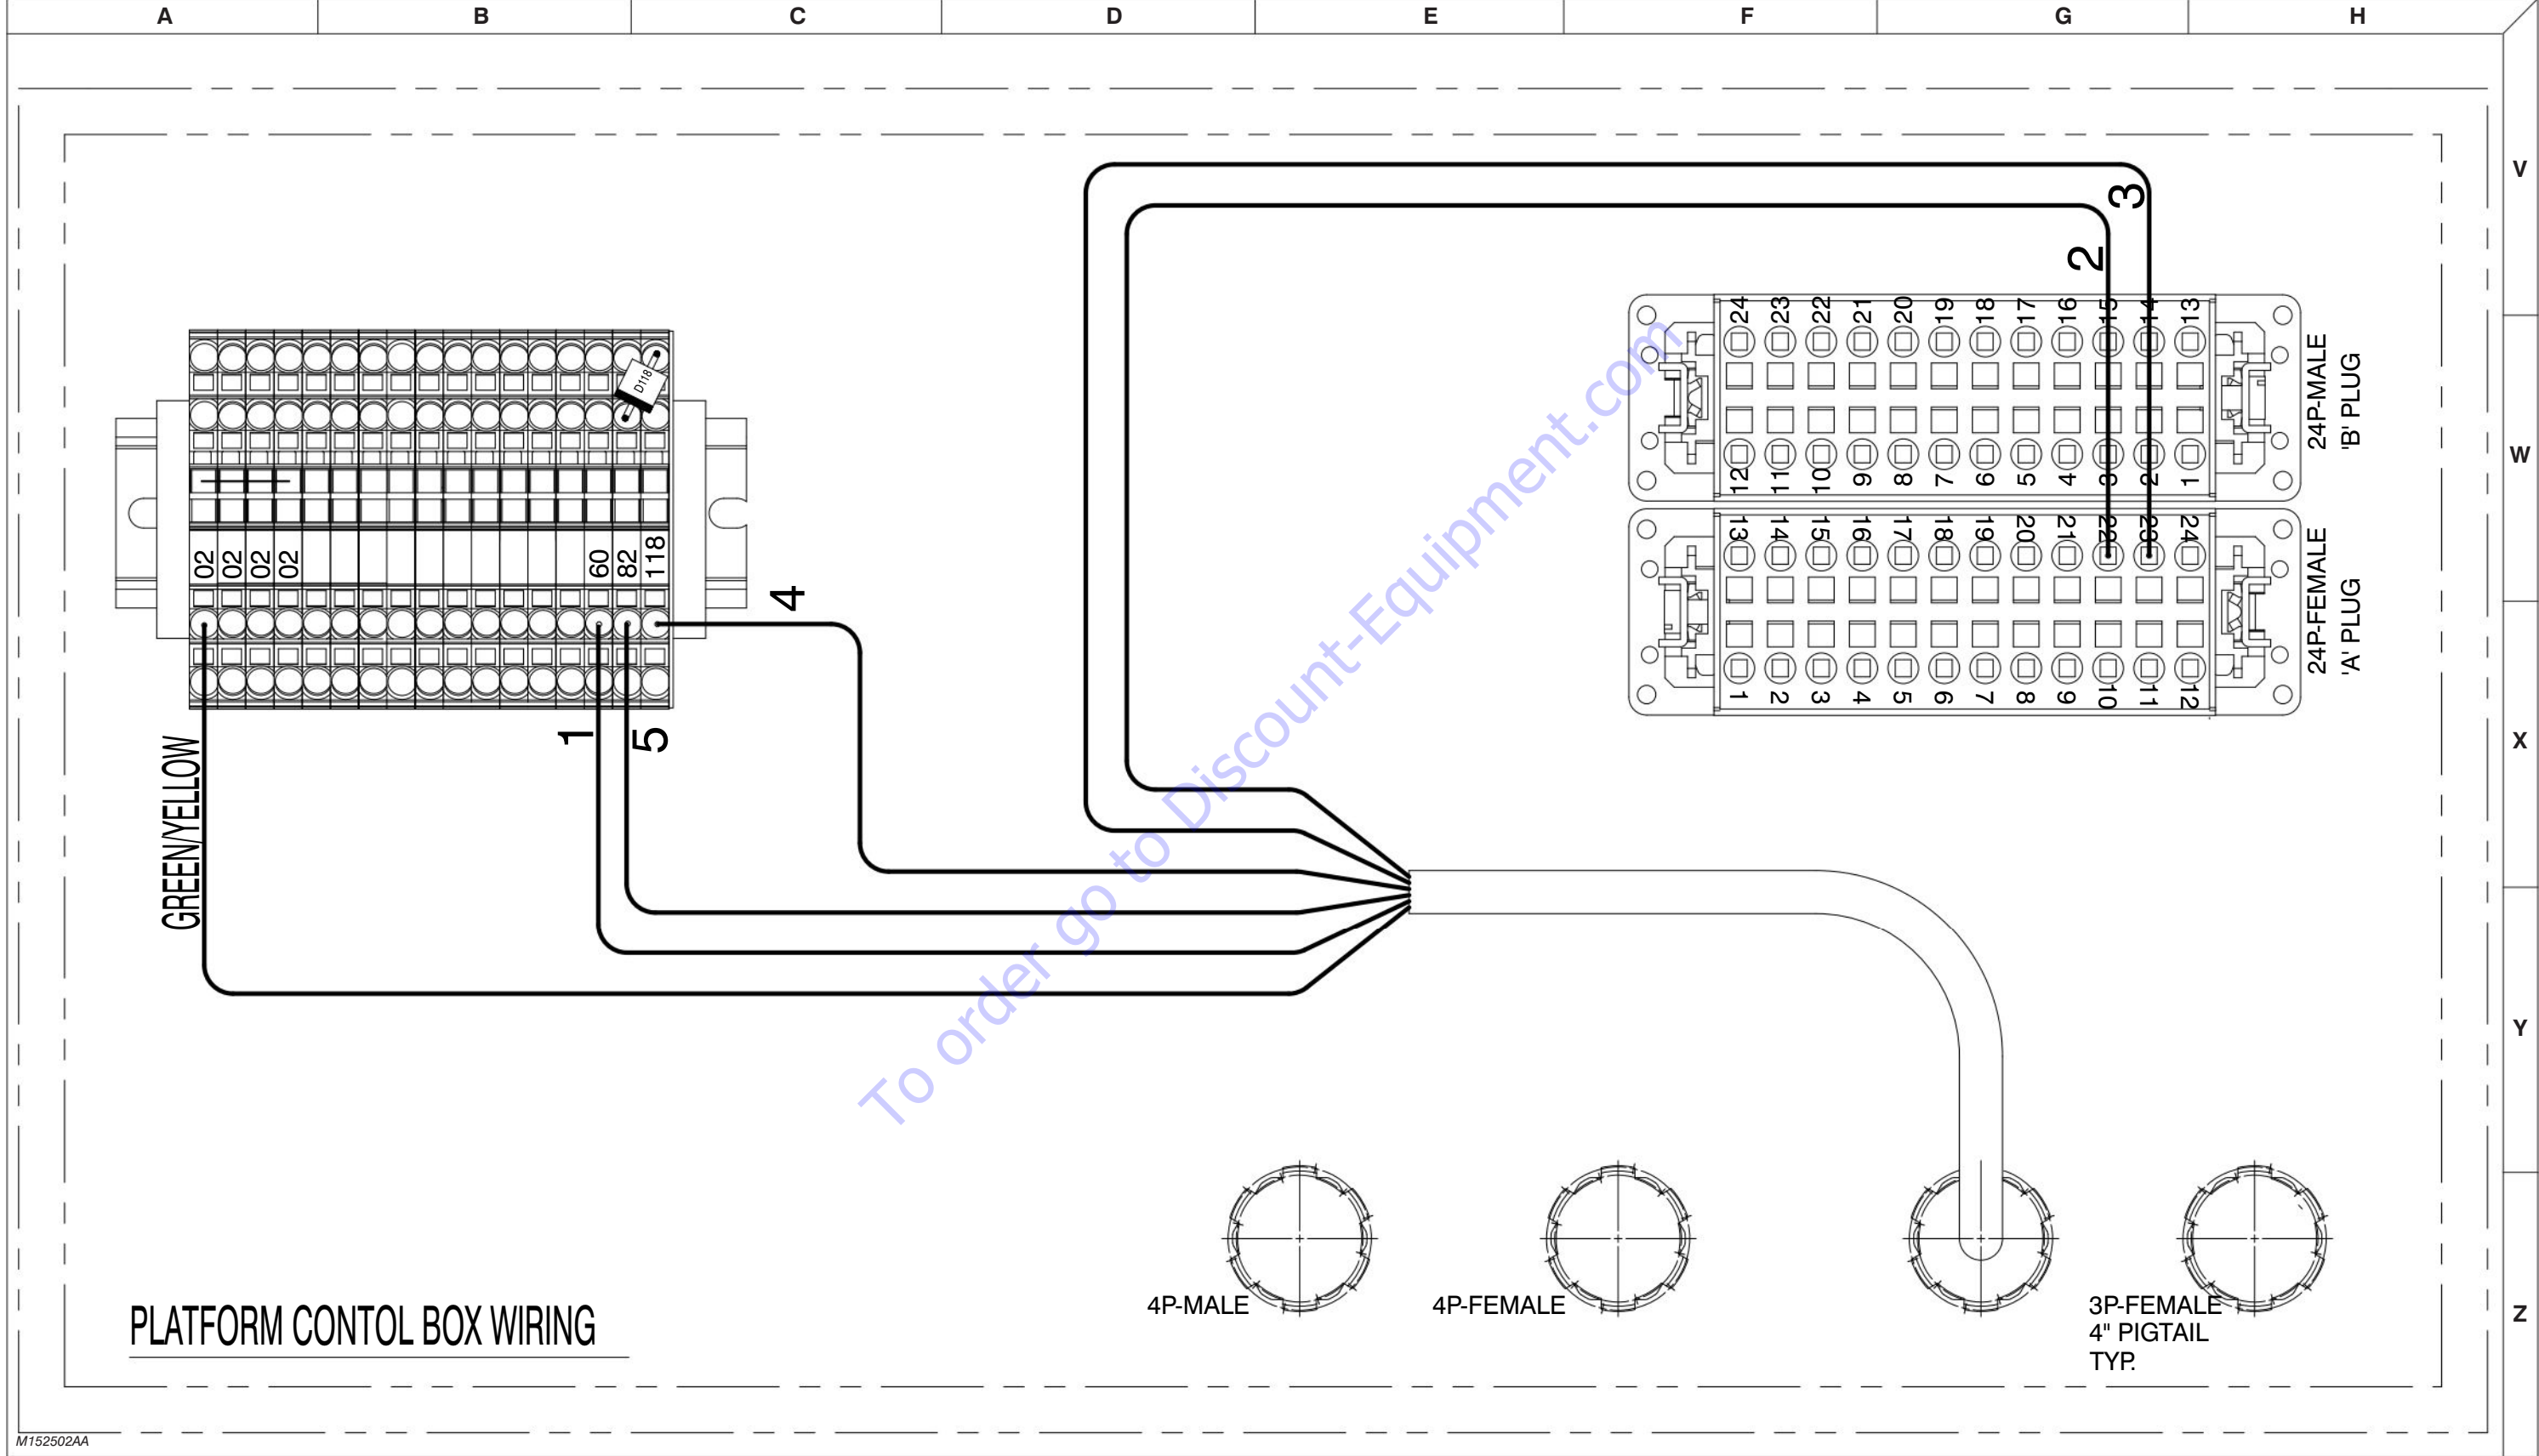 A B C D E F G H
V
3
2
24 23 22 21 20 19 18 17 16 15 14 13
D118
24P-MALE
'B' PLUG
W
12 11 10 9 8 7 6 5 4 3 2 1
13 14 15 16 17 18 19 20 21 22 23 24
02 02 02 02 60 82 118
24P-FEMALE
'A' PLUG
4
1 2 3 4 5 6 7 8 9 10 11 12
1 5
X
GREEN/YELLOW
To order go to Discount-Equipment.com
Y
4P-MALE
4P-FEMALE
3P-FEMALE
4" PIGTAIL
TYP.
Z
PLATFORM CONTOL BOX WIRING
M152502AA